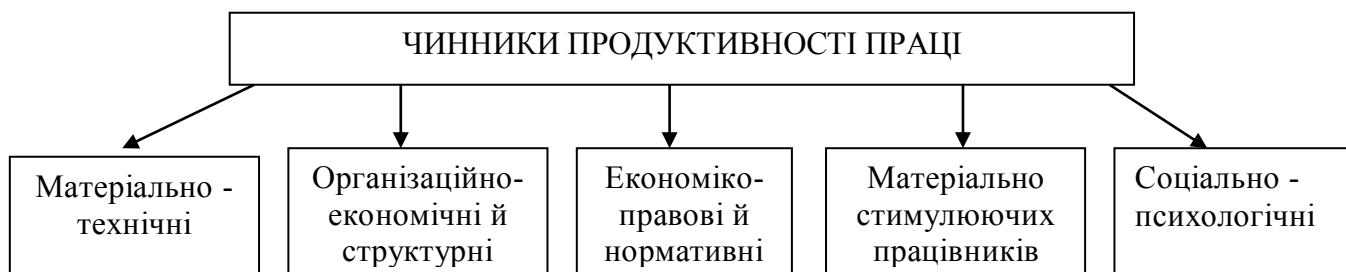 ЧИННИКИ ПРОДУКТИВНОСТІ ПРАЦІ
Матеріально -
технічні
Організаційно-
економічні й
структурні
Економіко-
правові й
нормативні
Матеріально
стимулюючих
працівників
Соціально -
психологічні